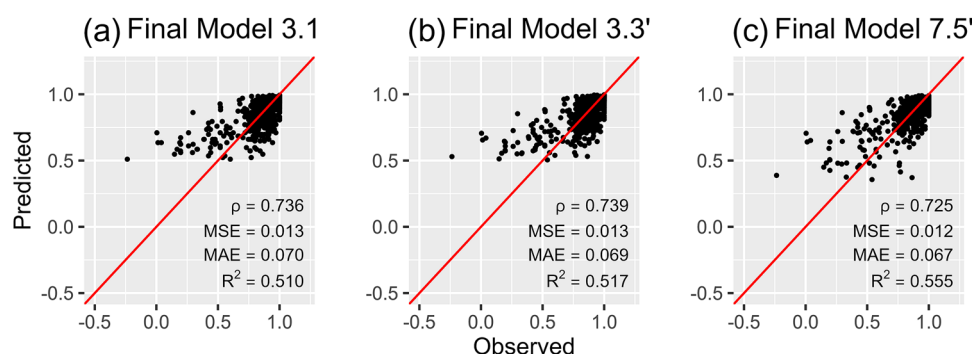 (a) Final Model 3.1
(b) Final Model 3.3'
(c) Final Model 7.5'
Predicted
1.0
0.5
0.0
-0.5
ρ = 0.736
MSE = 0.013
MAE = 0.070
R² = 0.510
-0.5 0.0 0.5 1.0
1.0
0.5
0.0
-0.5
ρ = 0.739
MSE = 0.013
MAE = 0.069
R² = 0.517
-0.5 0.0 0.5 1.0
1.0
0.5
0.0
-0.5
ρ = 0.725
MSE = 0.012
MAE = 0.067
R² = 0.555
-0.5 0.0 0.5 1.0
Observed